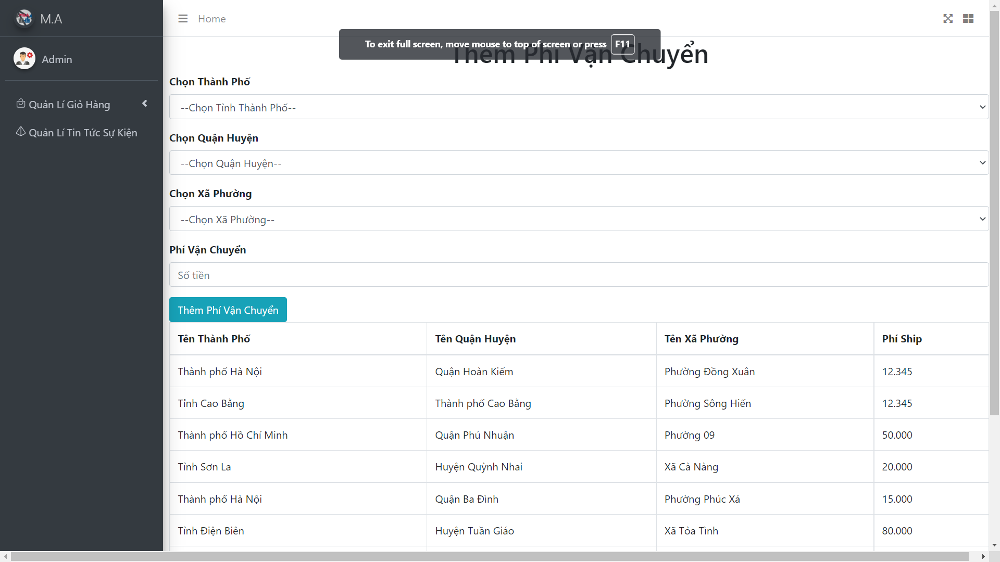 M.A
Home
To exit full screen, move mouse to top of screen or press F11
Thêm Phí Vận Chuyển
Admin
Quản Lí Giỏ Hàng
Quản Lí Tin Tức Sự Kiện
Chọn Thành Phố
--Chọn Tỉnh Thành Phố--
Chọn Quận Huyện
--Chọn Quận Huyện--
Chọn Xã Phường
--Chọn Xã Phường--
Phí Vận Chuyển
Số tiền
Thêm Phí Vận Chuyển
Tên Thành Phố Tên Quận Huyện Tên Xã Phường Phí Ship
Thành phố Hà Nội Quận Hoàn Kiếm Phường Đồng Xuân 12.345
Tỉnh Cao Bằng Thành phố Cao Bằng Phường Sông Hiến 12.345
Thành phố Hồ Chí Minh Quận Phú Nhuận Phường 09 50.000
Tỉnh Sơn La Huyện Quỳnh Nhai Xã Cà Nàng 20.000
Thành phố Hà Nội Quận Ba Đình Phường Phúc Xá 15.000
Tỉnh Điện Biên Huyện Tuần Giáo Xã Tỏa Tình 80.000